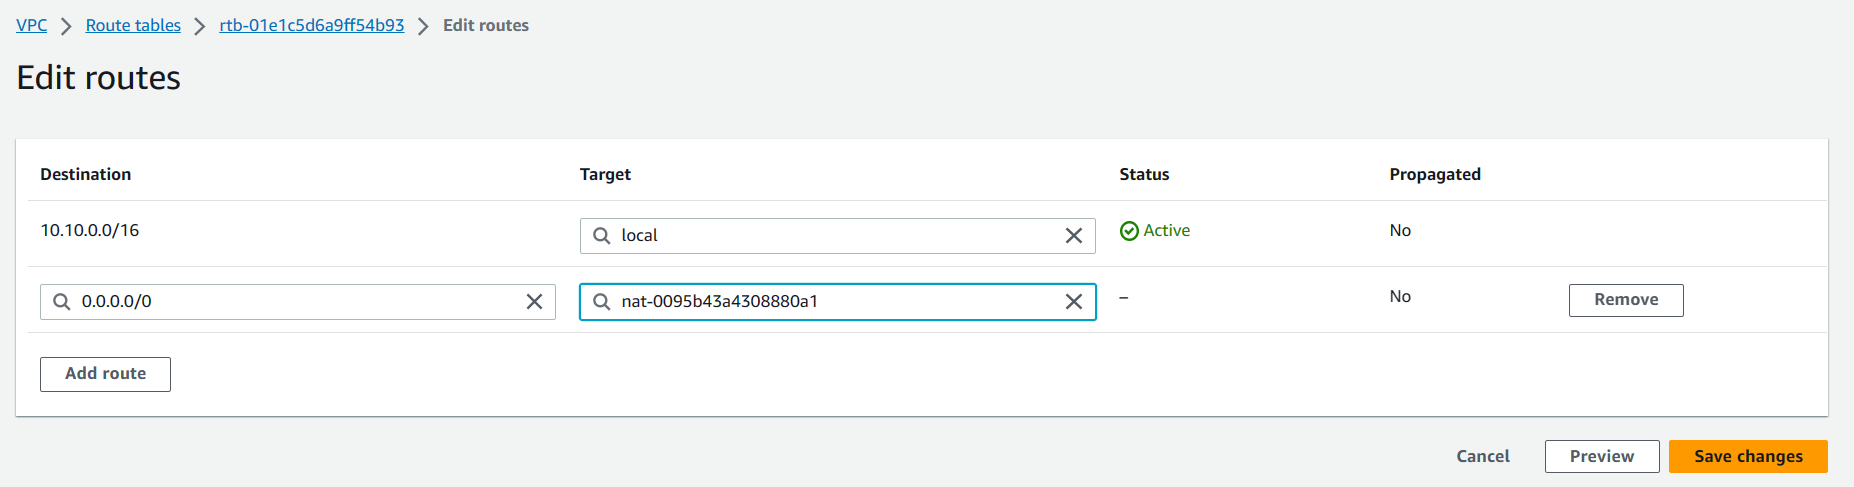 VPC > Route tables > rtb-01e1c5d6a9ff54b93 > Edit routes
Edit routes
Destination Target Status Propagated
10.10.0.0/16 local Active No
0.0.0.0/0 nat-0095b43a4308880a1 – No Remove
Add route
Cancel Preview Save changes